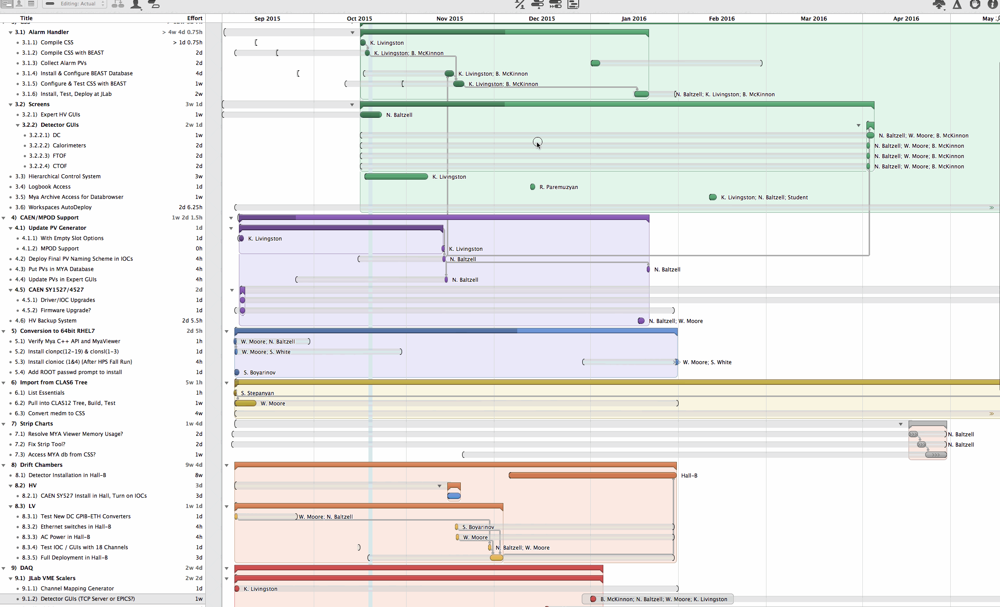 Editing: Actual
Title Effort Sep 2015 Oct 2015 Nov 2015 Dec 2015 Jan 2016 Feb 2016 Mar 2016 Apr 2016 May
3.1) Alarm Handler > 4w 4d 0.75h
3.1.1) Compile CSS > 1d 0.75h K. Livingston
3.1.2) Compile CSS with BEAST 2d K. Livingston; B. McKinnon
3.1.3) Collect Alarm PVs 2d
3.1.4) Install & Configure BEAST Database 4d K. Livingston; B. McKinnon
3.1.5) Configure & Test CSS with BEAST 1w K. Livingston; B. McKinnon
3.1.6) Install, Test, Deploy at JLab 2w N. Baltzell; K. Livingston; B. McKinnon
3.2) Screens 3w 1d
3.2.1) Expert HV GUIs 1w N. Baltzell
3.2.2) Detector GUIs 2w 1d
3.2.2.1) DC 1w N. Baltzell; W. Moore; B. McKinnon
3.2.2.2) Calorimeters 2d N. Baltzell; W. Moore; B. McKinnon
3.2.2.3) FTOF 2d N. Baltzell; W. Moore; B. McKinnon
3.2.2.4) CTOF 2d N. Baltzell; W. Moore; B. McKinnon
3.3) Hierarchical Control System 3w K. Livingston
3.4) Logbook Access 1d R. Paremuzyan
3.5) Mya Archive Access for Databrowser 1w K. Livingston; N. Baltzell; Student
3.6) Workspaces AutoDeploy 2d 6.25h
4) CAEN/MPOD Support 1w 2d 1.5h
4.1) Update PV Generator 1d
4.1.1) With Empty Slot Options 1d K. Livingston
4.1.2) MPOD Support 0h K. Livingston
4.2) Deploy Final PV Naming Scheme in IOCs 4h N. Baltzell
4.3) Put PVs in MYA Database 4h N. Baltzell
4.4) Update PVs in Expert GUIs 4h N. Baltzell
4.5) CAEN SY1527/4527 2d
4.5.1) Driver/IOC Upgrades 1d
4.5.2) Firmware Upgrade? 1d
4.6) HV Backup System 2d 5.5h N. Baltzell; W. Moore
5) Conversion to 64bit RHEL7 2d 5h
5.1) Verify Mya C++ API and MyaViewer 1h W. Moore; N. Baltzell
5.2) Install clonpc(12-19) & clonsl(1-3) 1d W. Moore; S. White
5.3) Install clonioc (1&4) {After HPS Fall Run} 4h W. Moore; S. White
5.4) Add ROOT passwd prompt to install 1d S. Boyarinov
6) Import from CLAS6 Tree 5w 1h
6.1) List Essentials 1h S. Stepanyan
6.2) Pull into CLAS12 Tree, Build, Test 1w W. Moore
6.3) Convert medm to CSS 4w
7) Strip Charts 1w 4d
7.1) Resolve MYA Viewer Memory Usage? 2d N. Baltzell
7.2) Fix Strip Tool? 2d N. Baltzell
7.3) Access MYA db from CSS? 1w
8) Drift Chambers 9w 4d
8.1) Detector Installation in Hall-B 8w Hall-B
8.2) HV 3d
8.2.1) CAEN SY527 Install in Hall, Turn on IOCs 3d
8.3) LV 1w 1d
8.3.1) Test New DC GPIB-ETH Converters 1d W. Moore; N. Baltzell
8.3.2) Ethernet switches in Hall-B 4h S. Boyarinov
8.3.3) AC Power in Hall-B 4h W. Moore
8.3.4) Test IOC / GUIs with 18 Channels 1d N. Baltzell; W. Moore
8.3.5) Full Deployment in Hall-B 3d
9) DAQ 2w 4d
9.1) JLab VME Scalers 2w 2d
9.1.1) Channel Mapping Generator 1d K. Livingston
9.1.2) Detector GUIs (TCP Server or EPICS?) 1w B. McKinnon; N. Baltzell; W. Moore; K. Livingston